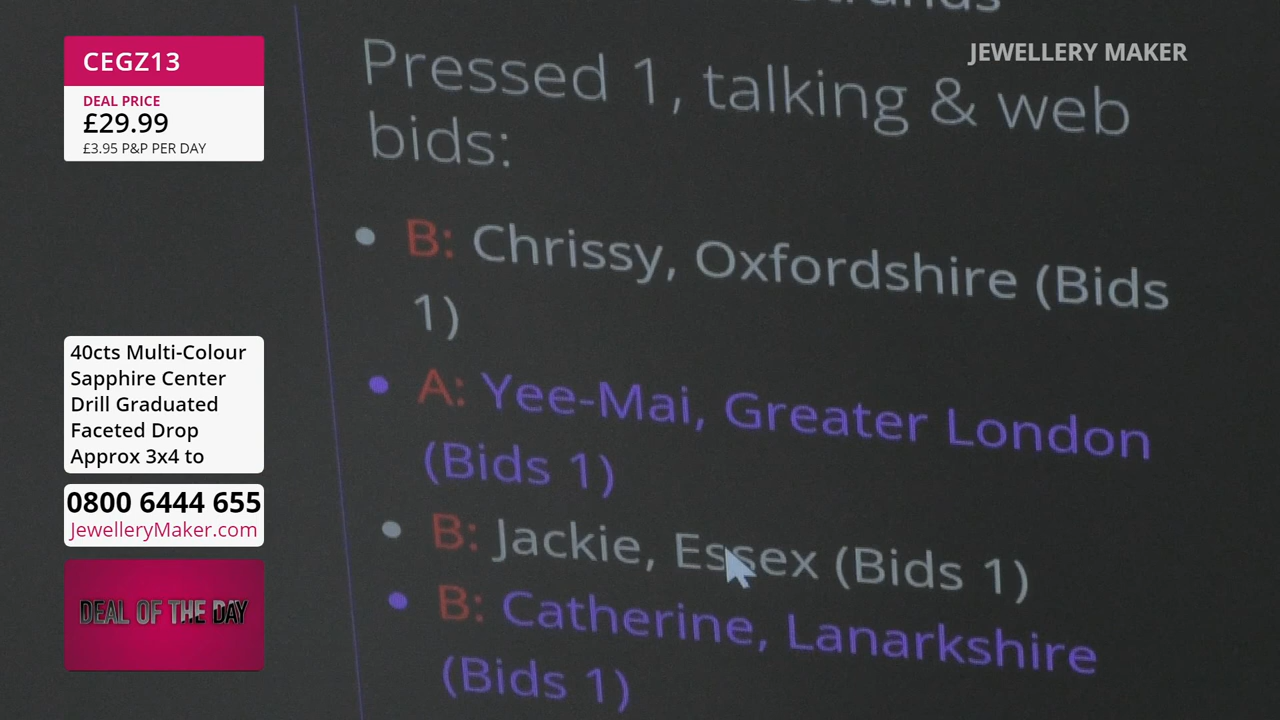 CEGZ13
DEAL PRICE
£29.99
£3.95 P&P PER DAY
40cts Multi-Colour
Sapphire Center
Drill Graduated
Faceted Drop
Approx 3x4 to
0800 6444 655
JewelleryMaker.com
DEAL OF THE DAY
JEWELLERY MAKER
Pressed 1, talking & web
bids:
• B: Chrissy, Oxfordshire (Bids
1)
• A: Yee-Mai, Greater London
(Bids 1)
• B: Jackie, Essex (Bids 1)
• B: Catherine, Lanarkshire
(Bids 1)